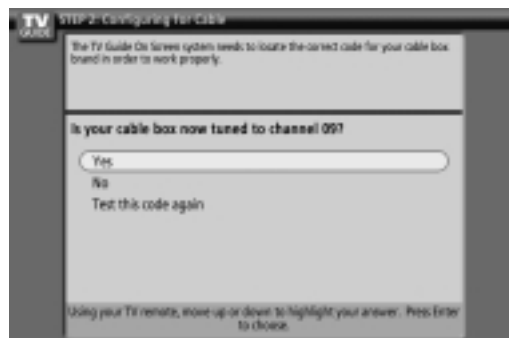 TV
GUIDE
STEP 2: Configuring for Cable
The TV Guide On Screen system needs to locate the correct code for your cable box
brand in order to work properly.
Is your cable box now tuned to channel 09?
Yes
No
Test this code again
Using your TV remote, move up or down to highlight your answer. Press Enter
to choose.